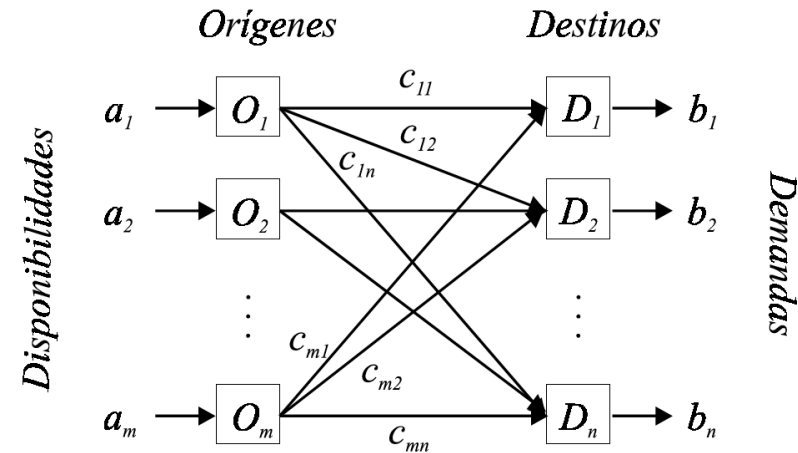 Orígenes Destinos
Disponibilidades
Demandas
a₁ O₁ c₁₁ D₁ b₁
c₁₂
c₁ₙ
a₂ O₂ D₂ b₂
⋮ ⋮
cₘ₁
cₘ₂
aₘ Oₘ Dₙ bₙ
cₘₙ